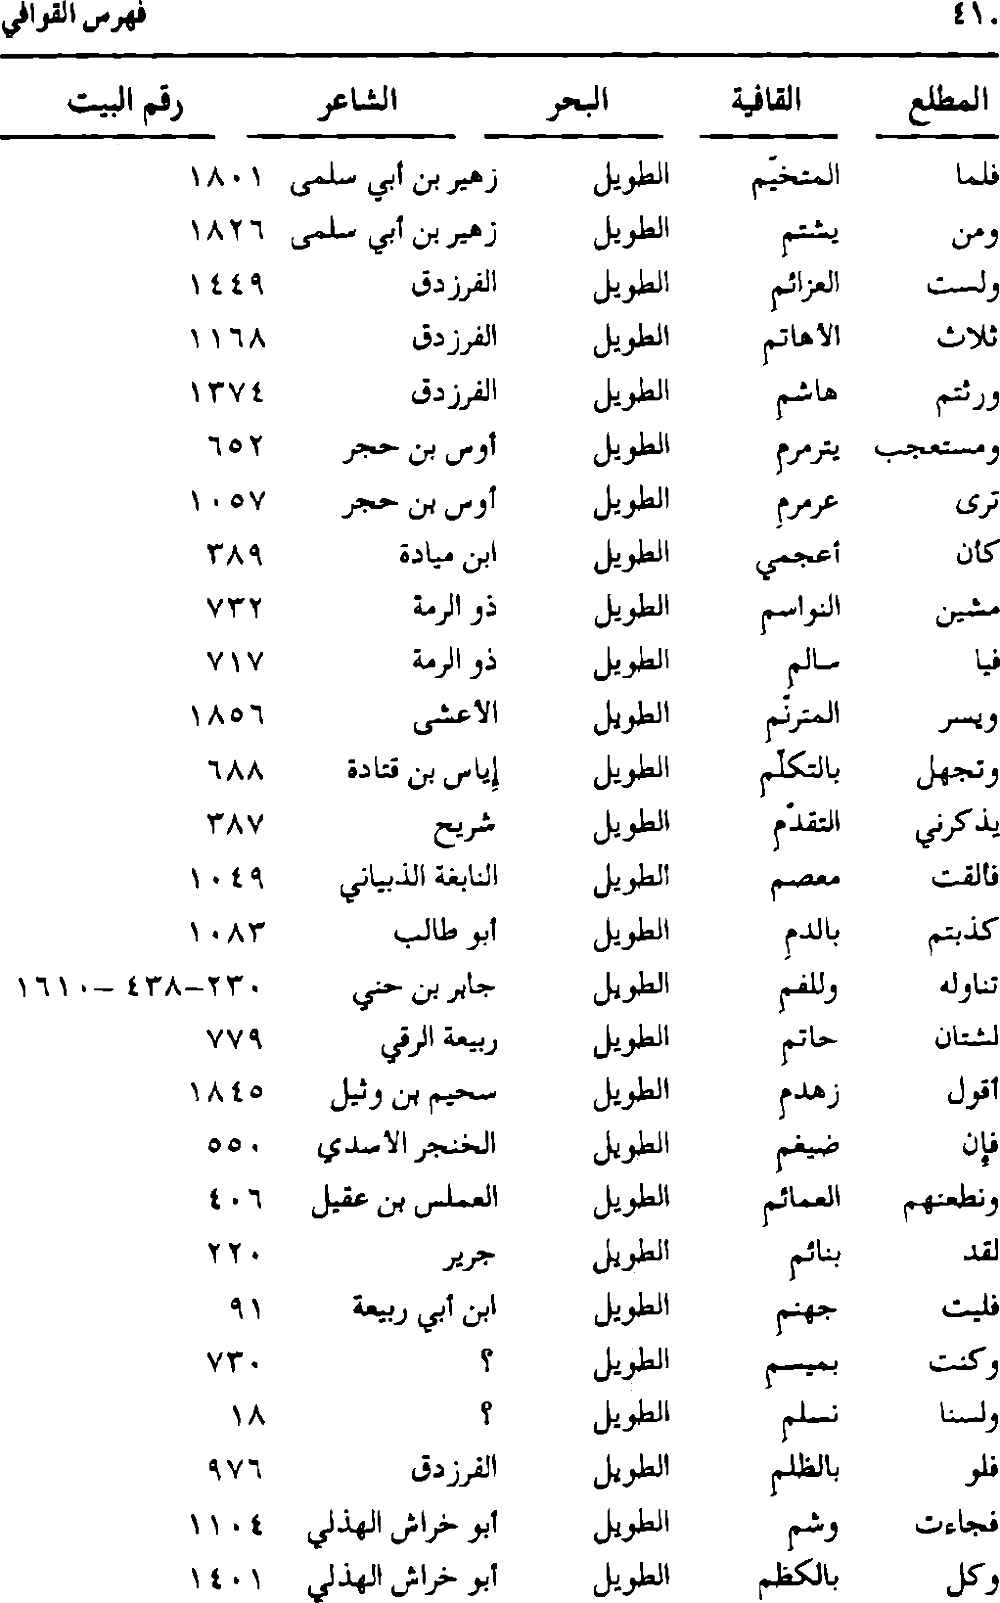 ٤١٠ فهرس القوافي
المطلع القافية البحر الشاعر رقم البيت
فلما المتخيّم الطويل زهير بن أبي سلمى ١٨٠١
ومن يشتمِ الطويل زهير بن أبي سلمى ١٨٢٦
ولست العزائمِ الطويل الفرزدق ١٤٤٩
ثلاث الأهاتمِ الطويل الفرزدق ١١٦٨
ورثتم هاشمِ الطويل الفرزدق ١٣٧٤
ومستعجب يترمرمِ الطويل أوس بن حجر ٦٥٢
ترى عرمرمِ الطويل أوس بن حجر ١٠٥٧
كأن أعجمي الطويل ابن ميادة ٣٨٩
مشين النواسمِ الطويل ذو الرمة ٧٣٢
فيا سالمِ الطويل ذو الرمة ٧١٧
ويسر المترنّمِ الطويل الأعشى ١٨٥٦
وتجهل بالتكلّمِ الطويل إياس بن قتادة ٦٨٨
يذكرني التقدّمِ الطويل شريح ٣٨٧
فألقت معصمِ الطويل النابغة الذبياني ١٠٤٩
كذبتم بالدمِ الطويل أبو طالب ١٠٨٣
تناوله وللفمِ الطويل جابر بن حني ٢٣٠-٤٣٨-١٦١٠
لشتان حاتمِ الطويل ربيعة الرقي ٧٧٩
أقول زهدمِ الطويل سحيم بن وثيل ١٨٤٥
فإن ضيغمِ الطويل الخنجر الأسدي ٥٥٠
ونطعنهم العمائمِ الطويل العملس بن عقيل ٤٠٦
لقد بنائمِ الطويل جرير ٢٢٠
فليت جهنمِ الطويل ابن أبي ربيعة ٩١
وكنت بميسمِ الطويل ؟ ٧٣٠
ولسنا نسلمِ الطويل ؟ ١٨
فلو بالظلمِ الطويل الفرزدق ٩٧٦
فجاءت وشمِ الطويل أبو خراش الهذلي ١١٠٤
وكل بالكظمِ الطويل أبو خراش الهذلي ١٤٠١